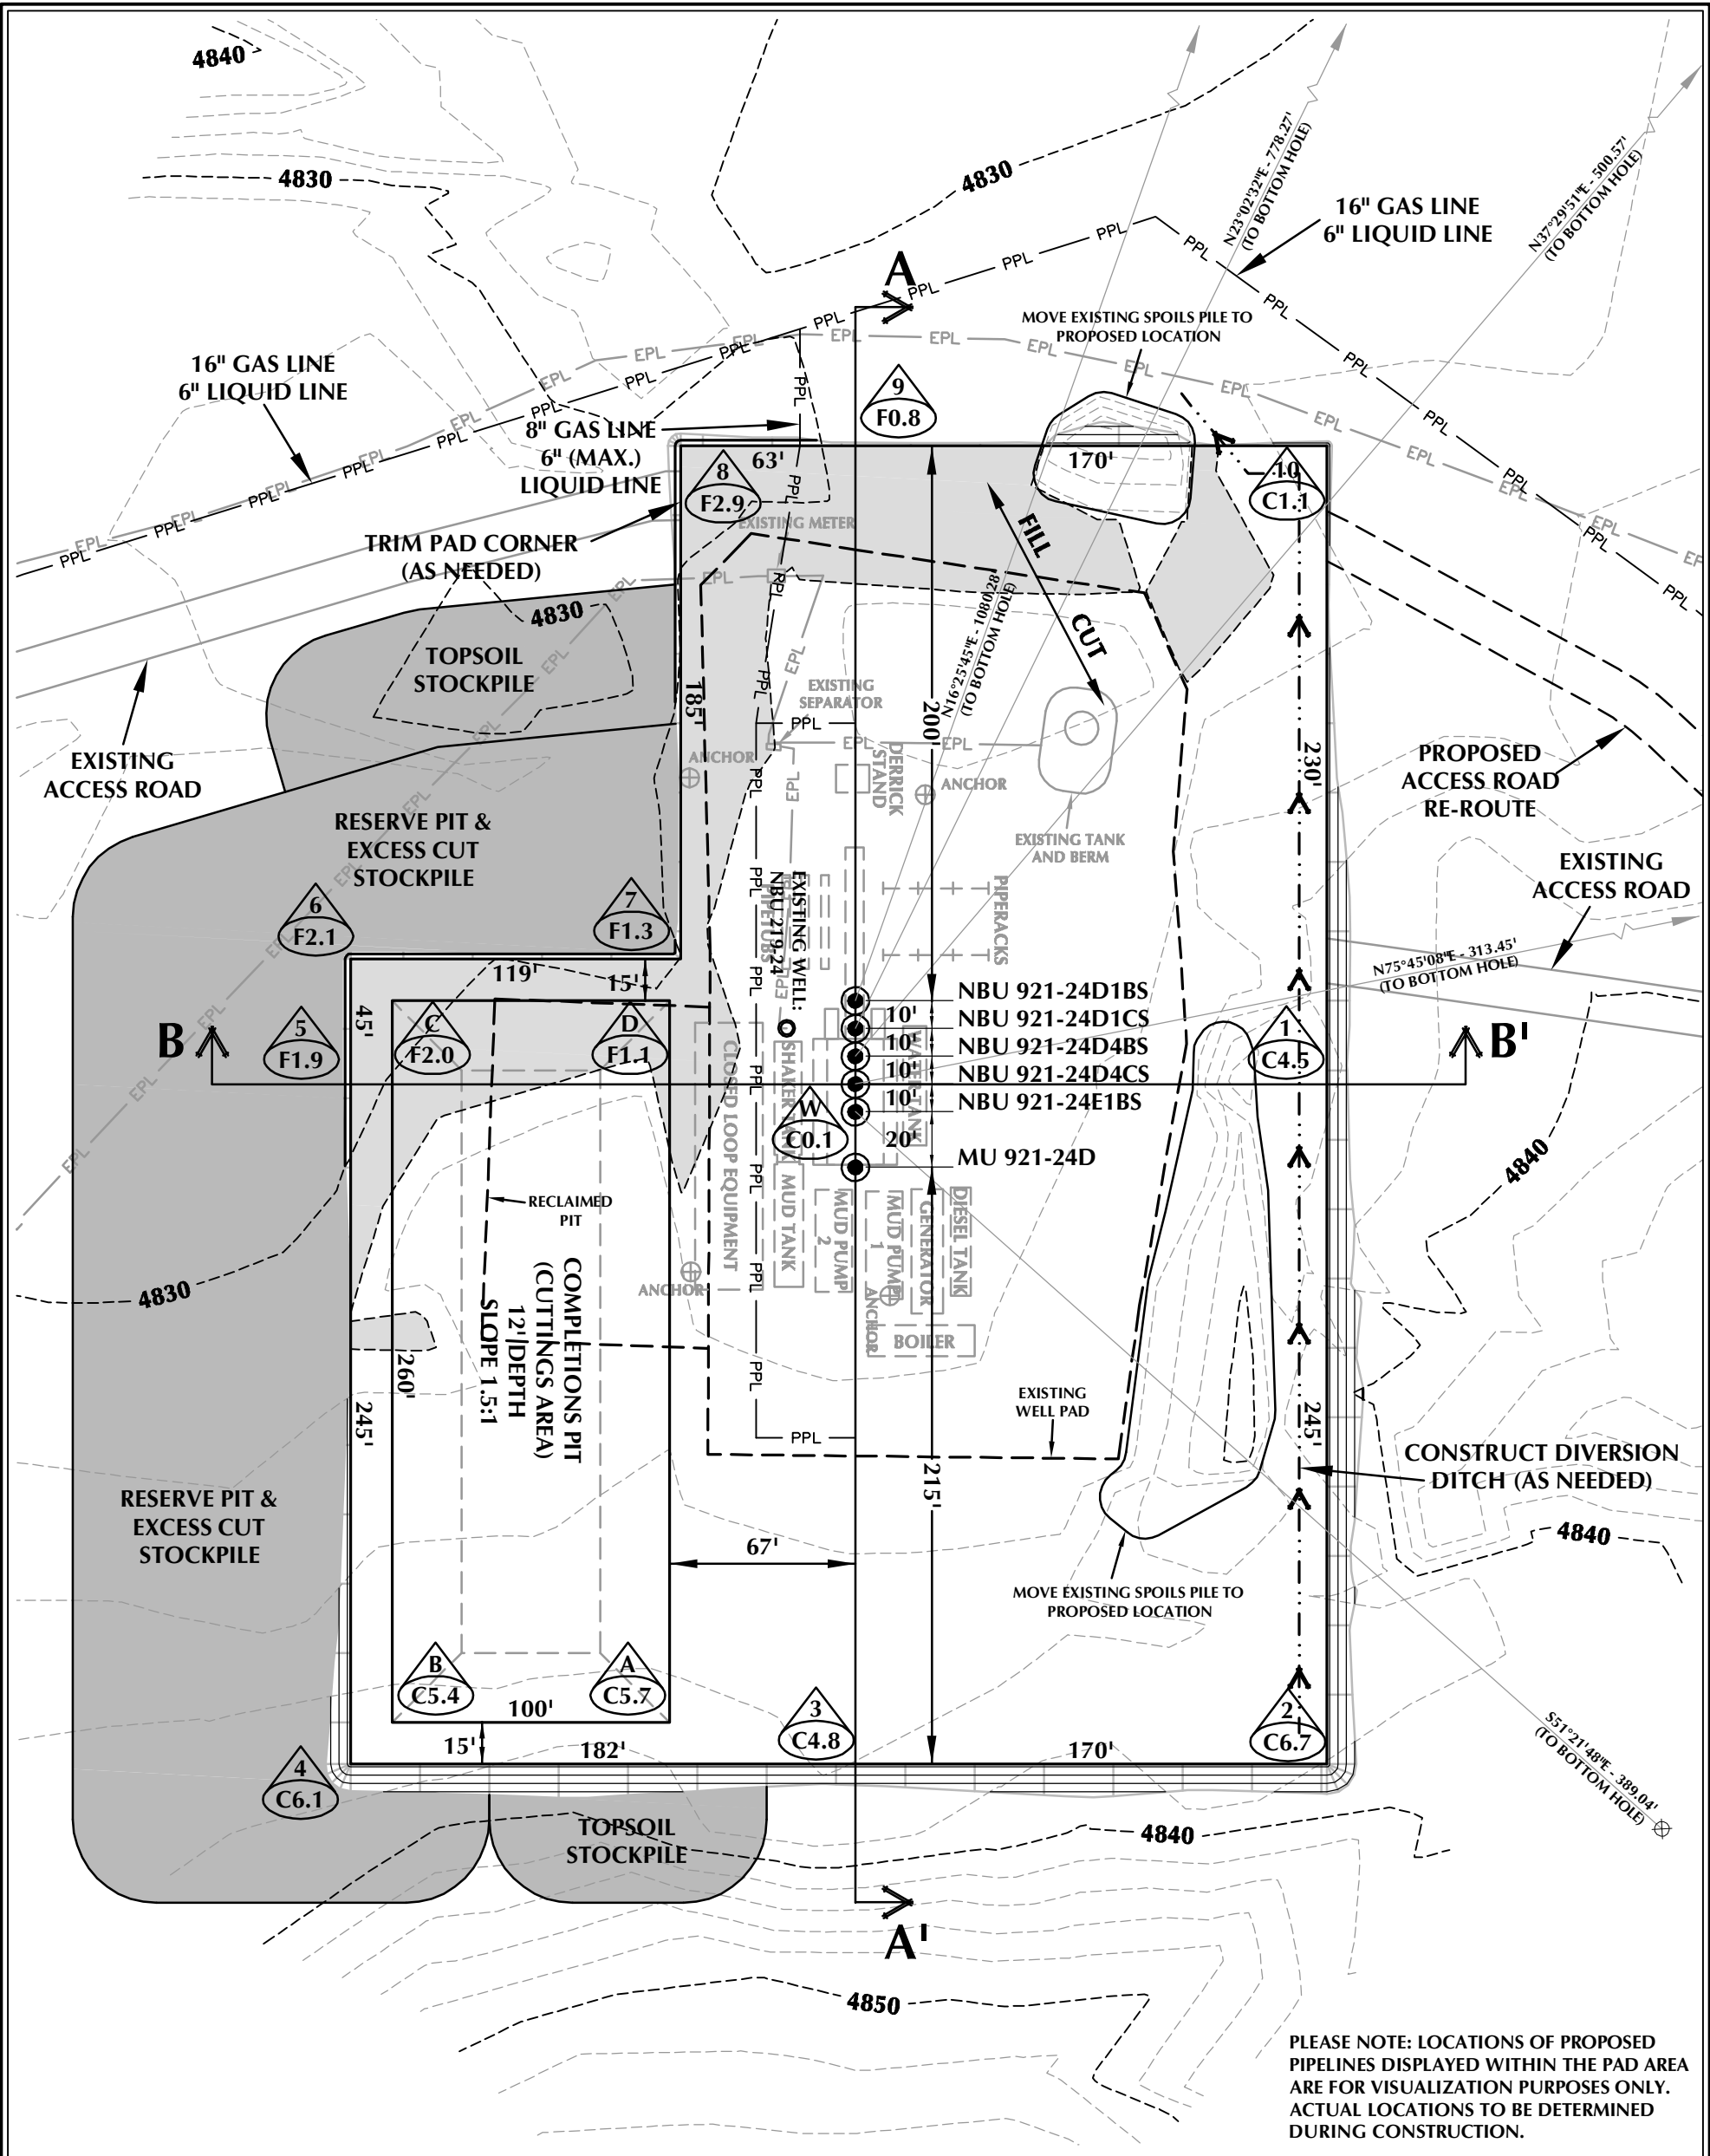 4840
4830
4830
N23°02'32"E - 778.27'
(TO BOTTOM HOLE)
N37°29'51"E - 500.57'
(TO BOTTOM HOLE)
16" GAS LINE
6" LIQUID LINE
A
PPL
EPL
MOVE EXISTING SPOILS PILE TO
PROPOSED LOCATION
16" GAS LINE
6" LIQUID LINE
9
F0.8
8" GAS LINE
6" (MAX.)
LIQUID LINE
63'
170'
8
F2.9
10
C1.1
EXISTING METER
FILL
CUT
TRIM PAD CORNER
(AS NEEDED)
4830
TOPSOIL
STOCKPILE
N16°25'45"E - 1080.28'
(TO BOTTOM HOLE)
185'
EXISTING
SEPARATOR
200'
230'
EXISTING
ACCESS ROAD
ANCHOR
DERRICK
STAND
ANCHOR
PROPOSED
ACCESS ROAD
RE-ROUTE
RESERVE PIT &
EXCESS CUT
STOCKPILE
EXISTING TANK
AND BERM
EXISTING
ACCESS ROAD
6
F2.1
7
F1.3
EXISTING WELL:
NBU 219-24
PIPETUBS
PIPERACKS
N75°45'08"E - 313.45'
(TO BOTTOM HOLE)
119'
15'
45'
NBU 921-24D1BS
10'
NBU 921-24D1CS
10'
NBU 921-24D4BS
10'
NBU 921-24D4CS
10'
NBU 921-24E1BS
20'
MU 921-24D
B
5
F1.9
C
F2.0
D
F1.1
1
C4.5
B'
W
C0.1
WATER TANK
CLOSED LOOP EQUIPMENT
SHAKER TANK
MUD TANK
MUD PUMP
2
MUD PUMP
1
GENERATOR
DIESEL TANK
4840
RECLAIMED
PIT
4830
COMPLETIONS PIT
(CUTTINGS AREA)
12' DEPTH
SLOPE 1.5:1
ANCHOR
ANCHOR
BOILER
260'
245'
EXISTING
WELL PAD
245'
215'
CONSTRUCT DIVERSION
DITCH (AS NEEDED)
RESERVE PIT &
EXCESS CUT
STOCKPILE
4840
67'
MOVE EXISTING SPOILS PILE TO
PROPOSED LOCATION
B
C5.4
A
C5.7
100'
3
C4.8
2
C6.7
15'
182'
170'
S51°21'48"E - 389.04'
(TO BOTTOM HOLE)
4
C6.1
TOPSOIL
STOCKPILE
4840
A'
4850
PLEASE NOTE: LOCATIONS OF PROPOSED
PIPELINES DISPLAYED WITHIN THE PAD AREA
ARE FOR VISUALIZATION PURPOSES ONLY.
ACTUAL LOCATIONS TO BE DETERMINED
DURING CONSTRUCTION.